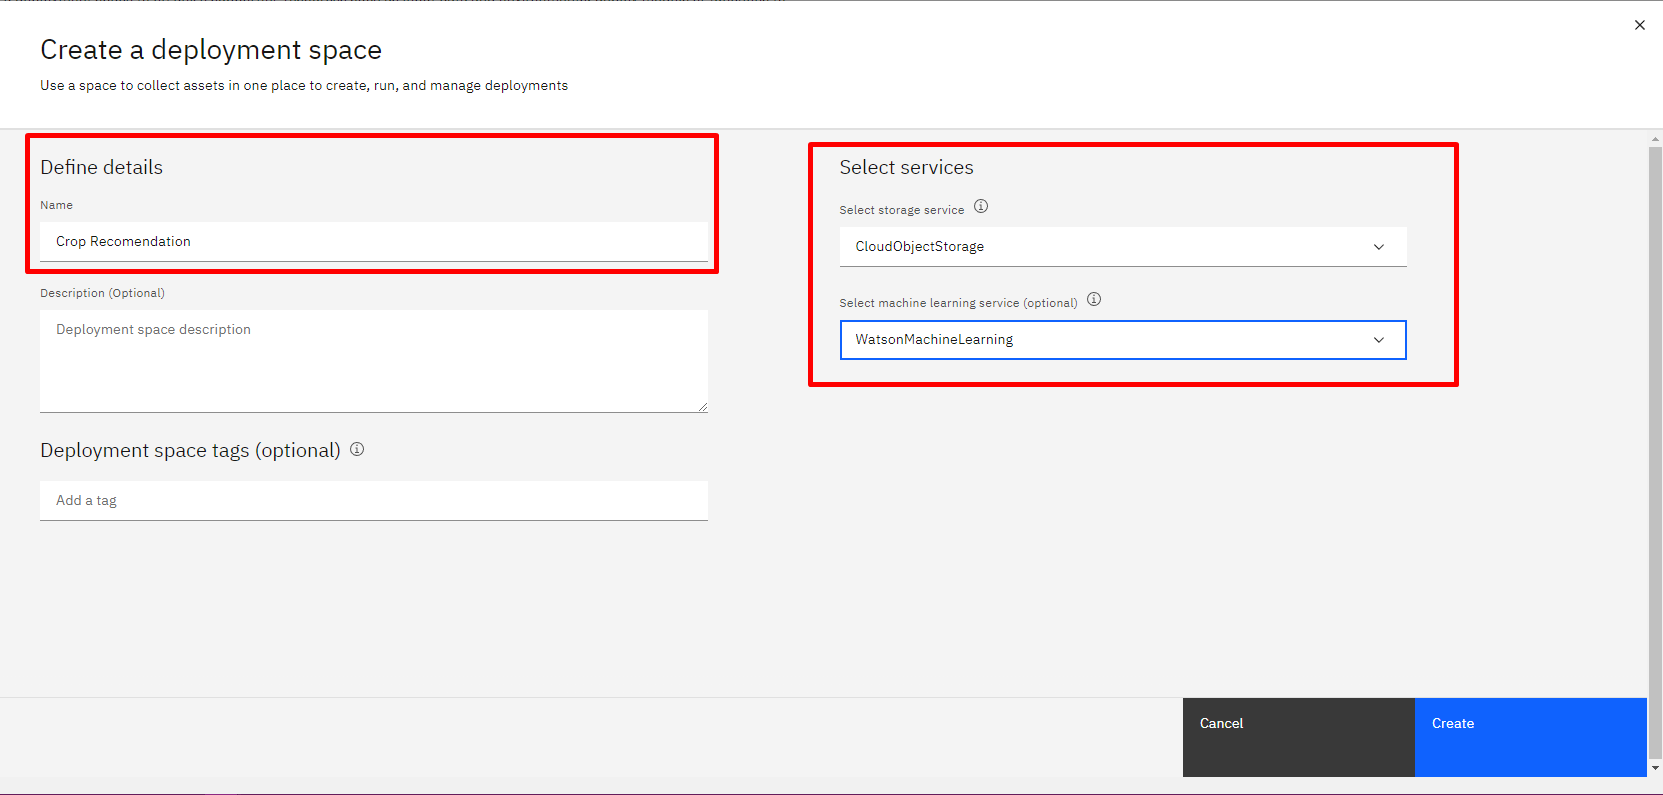 Create a deployment space
Use a space to collect assets in one place to create, run, and manage deployments
Define details
Name
Crop Recomendation
Description (Optional)
Deployment space description
Deployment space tags (optional)
Add a tag
Select services
Select storage service
CloudObjectStorage
Select machine learning service (optional)
WatsonMachineLearning
Cancel
Create